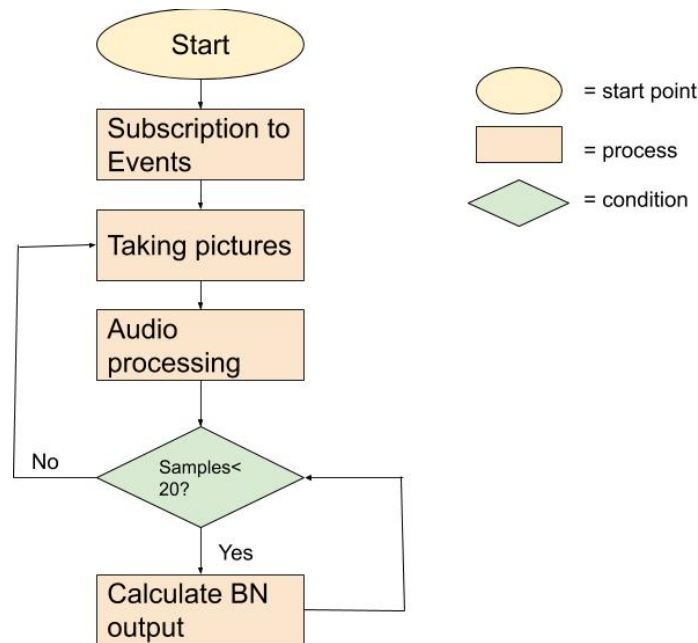 Start
Subscription to
Events
Taking pictures
Audio
processing
Samples<
20?
No
Yes
Calculate BN
output
= start point
= process
= condition